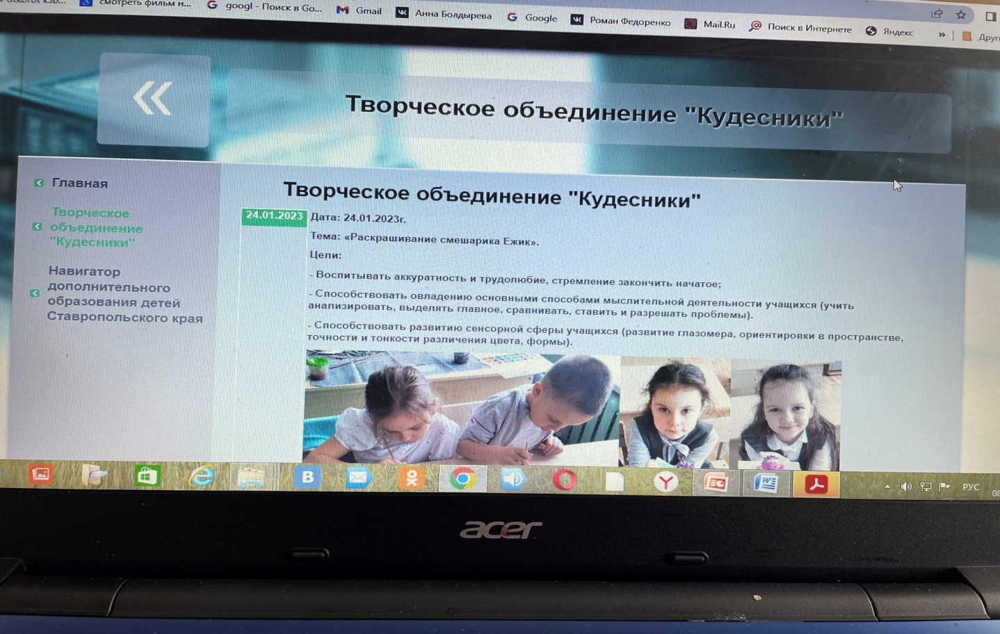 смотреть фильм н...
googl - Поиск в Go...
Gmail
Анна Болдырева
Google
Роман Федоренко
Mail.Ru
Поиск в Интернете
Яндекс
»
Друг
Творческое объединение "Кудесники"
Главная
Творческое
объединение
"Кудесники"
Навигатор
дополнительного
образования детей
Ставропольского края
Творческое объединение "Кудесники"
24.01.2023
Дата: 24.01.2023г.
Тема: «Раскрашивание смешарика Ежик».
Цели:
- Воспитывать аккуратность и трудолюбие, стремление закончить начатое;
- Способствовать овладению основными способами мыслительной деятельности учащихся (учить
анализировать, выделять главное, сравнивать, ставить и разрешать проблемы).
- Способствовать развитию сенсорной сферы учащихся (развитие глазомера, ориентировки в пространстве,
точности и тонкости различения цвета, формы).
РУС
08
acer